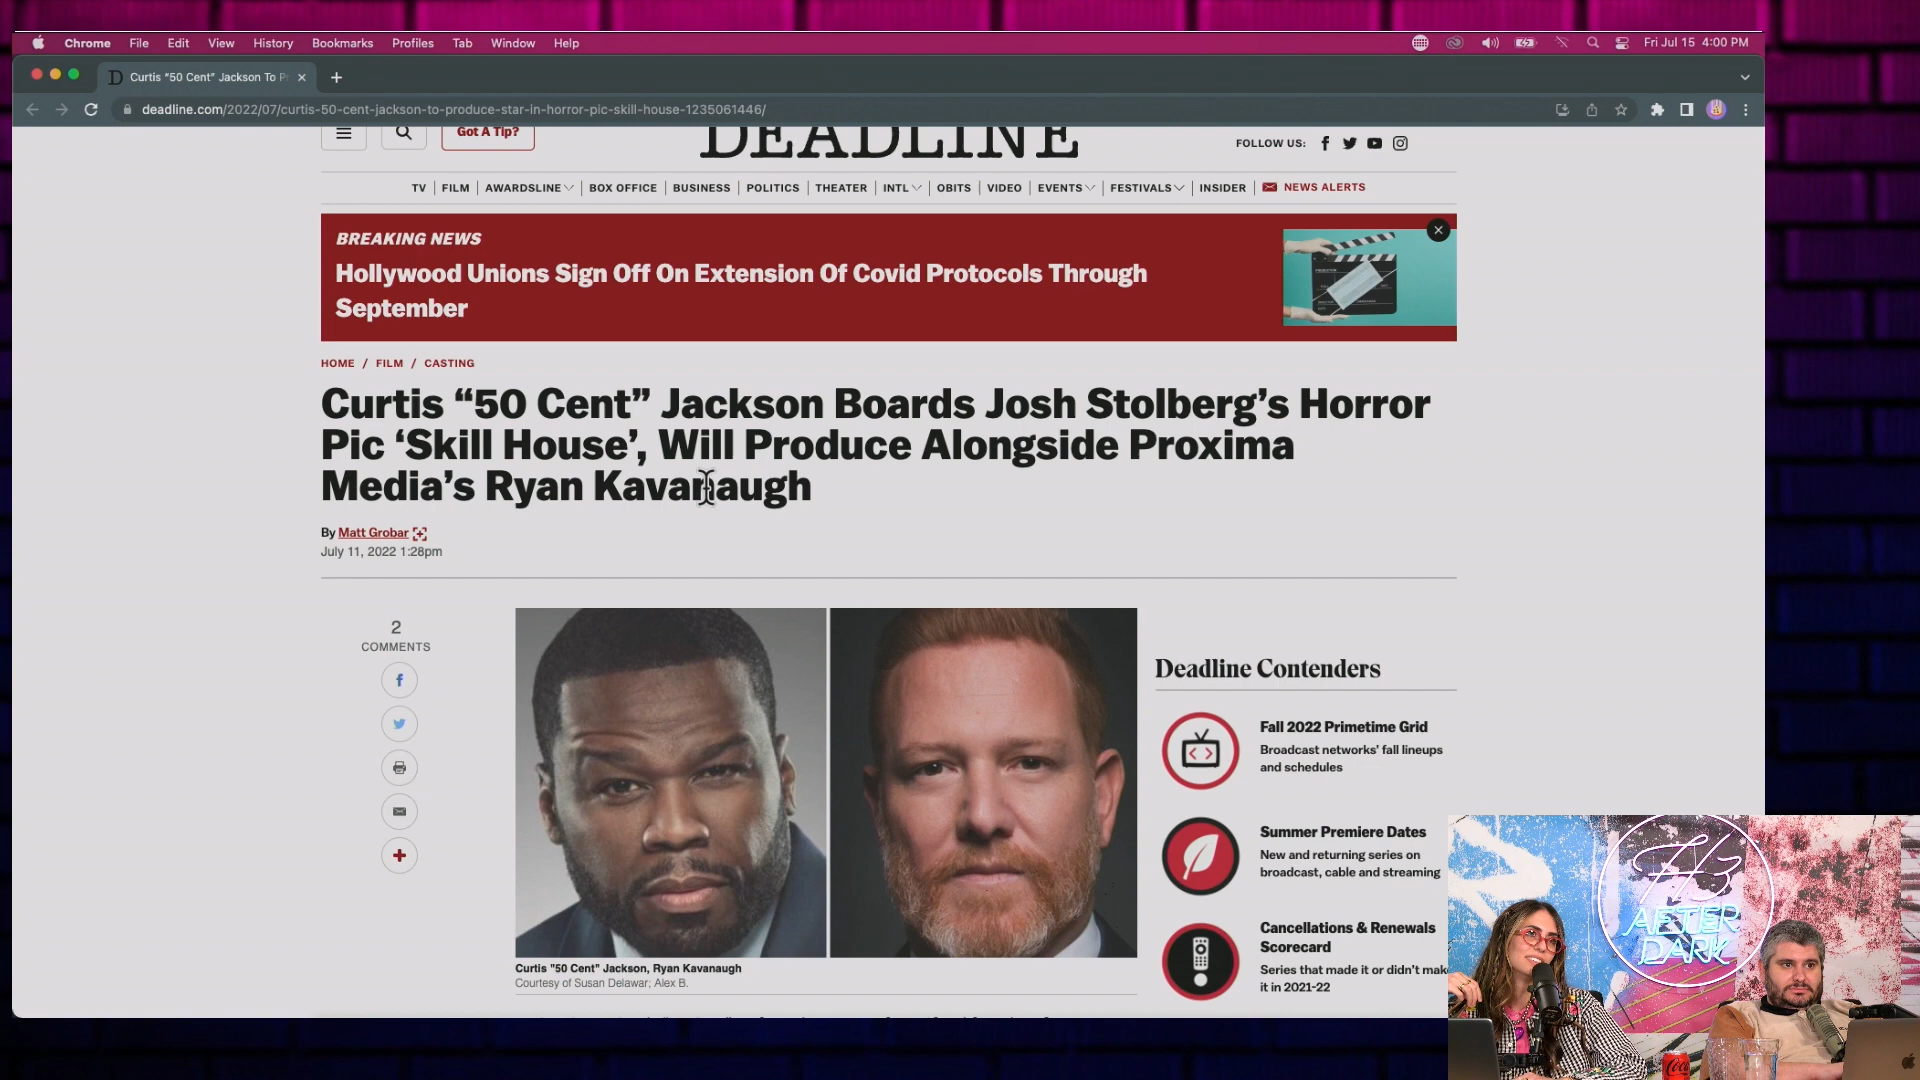 Chrome File Edit View History Bookmarks Profiles Tab Window Help
Fri Jul 15 4:00 PM
Curtis “50 Cent” Jackson To P
deadline.com/2022/07/curtis-50-cent-jackson-to-produce-star-in-horror-pic-skill-house-1235061446/
Got A Tip?
DEADLINE
FOLLOW US:
TV FILM AWARDSLINE BOX OFFICE BUSINESS POLITICS THEATER INTL OBITS VIDEO EVENTS FESTIVALS INSIDER NEWS ALERTS
BREAKING NEWS
Hollywood Unions Sign Off On Extension Of Covid Protocols Through
September
HOME / FILM / CASTING
Curtis “50 Cent” Jackson Boards Josh Stolberg’s Horror
Pic ‘Skill House’, Will Produce Alongside Proxima
Media’s Ryan Kavanaugh
By Matt Grobar
July 11, 2022 1:28pm
2
COMMENTS
Curtis "50 Cent" Jackson, Ryan Kavanaugh
Courtesy of Susan Delawar; Alex B.
Deadline Contenders
Fall 2022 Primetime Grid
Broadcast networks’ fall lineups
and schedules
Summer Premiere Dates
New and returning series on
broadcast, cable and streaming
Cancellations & Renewals
Scorecard
Series that made it or didn’t mak
it in 2021-22
H3
AFTER
DARK